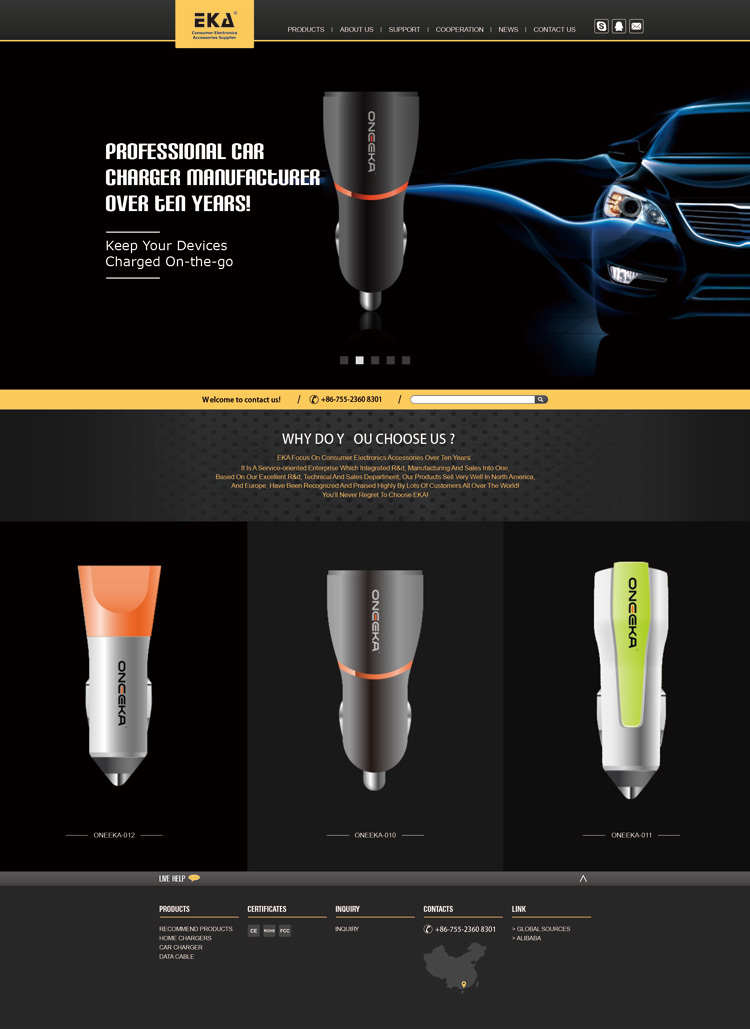 EKA®
Consumer Electronics
Accessories Supplier
PRODUCTS | ABOUT US | SUPPORT | COOPERATION | NEWS | CONTACT US
PROFESSIONAL CAR
CHARGER MANUFACTURER
OVER TEN YEARS!
Keep Your Devices
Charged On-the-go
ONEEKA
Welcome to contact us! / +86-755-2360 8301 /
WHY DO Y OU CHOOSE US ?
EKA Focus On Consumer Electronics Accessories Over Ten Years.
It Is A Service-oriented Enterprise Which Integrated R&d, Manufacturing And Sales Into One,
Based On Our Excellent R&d, Technical And Sales Department, Our Products Sell Very Well In North America,
And Europe, Have Been Recognized And Praised Highly By Lots Of Customers All Over The World!
You'll Never Regret To Choose EKA!
ONEEKA
ONEEKA
ONEEKA
ONEEKA-012
ONEEKA-010
ONEEKA-011
LIVE HELP
PRODUCTS
RECOMMEND PRODUCTS
HOME CHARGERS
CAR CHARGER
DATA CABLE
CERTIFICATES
CE ROHS FCC
INQUIRY
INQUIRY
CONTACTS
+86-755-2360 8301
LINK
> GLOBAL SOURCES
> ALIBABA